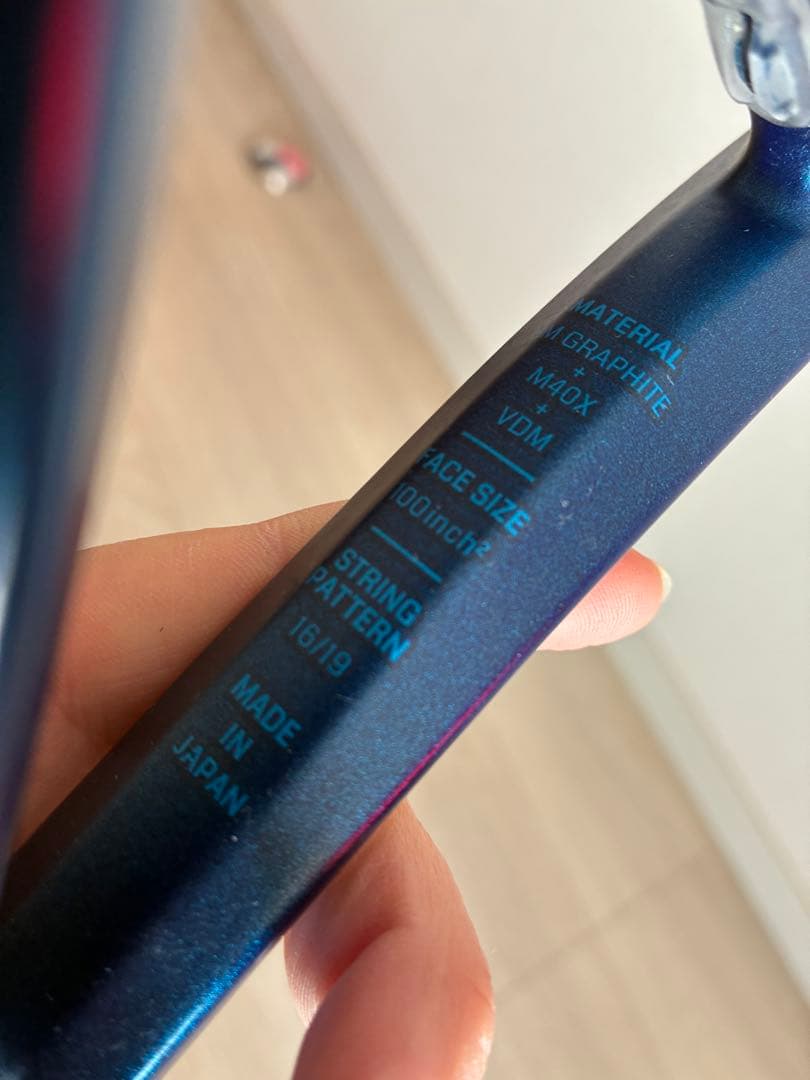 MATERIAL
M GRAPHITE
+
M40X
+
VDM
FACE SIZE
100inch²
STRING
PATTERN
16/19
MADE
IN
JAPAN